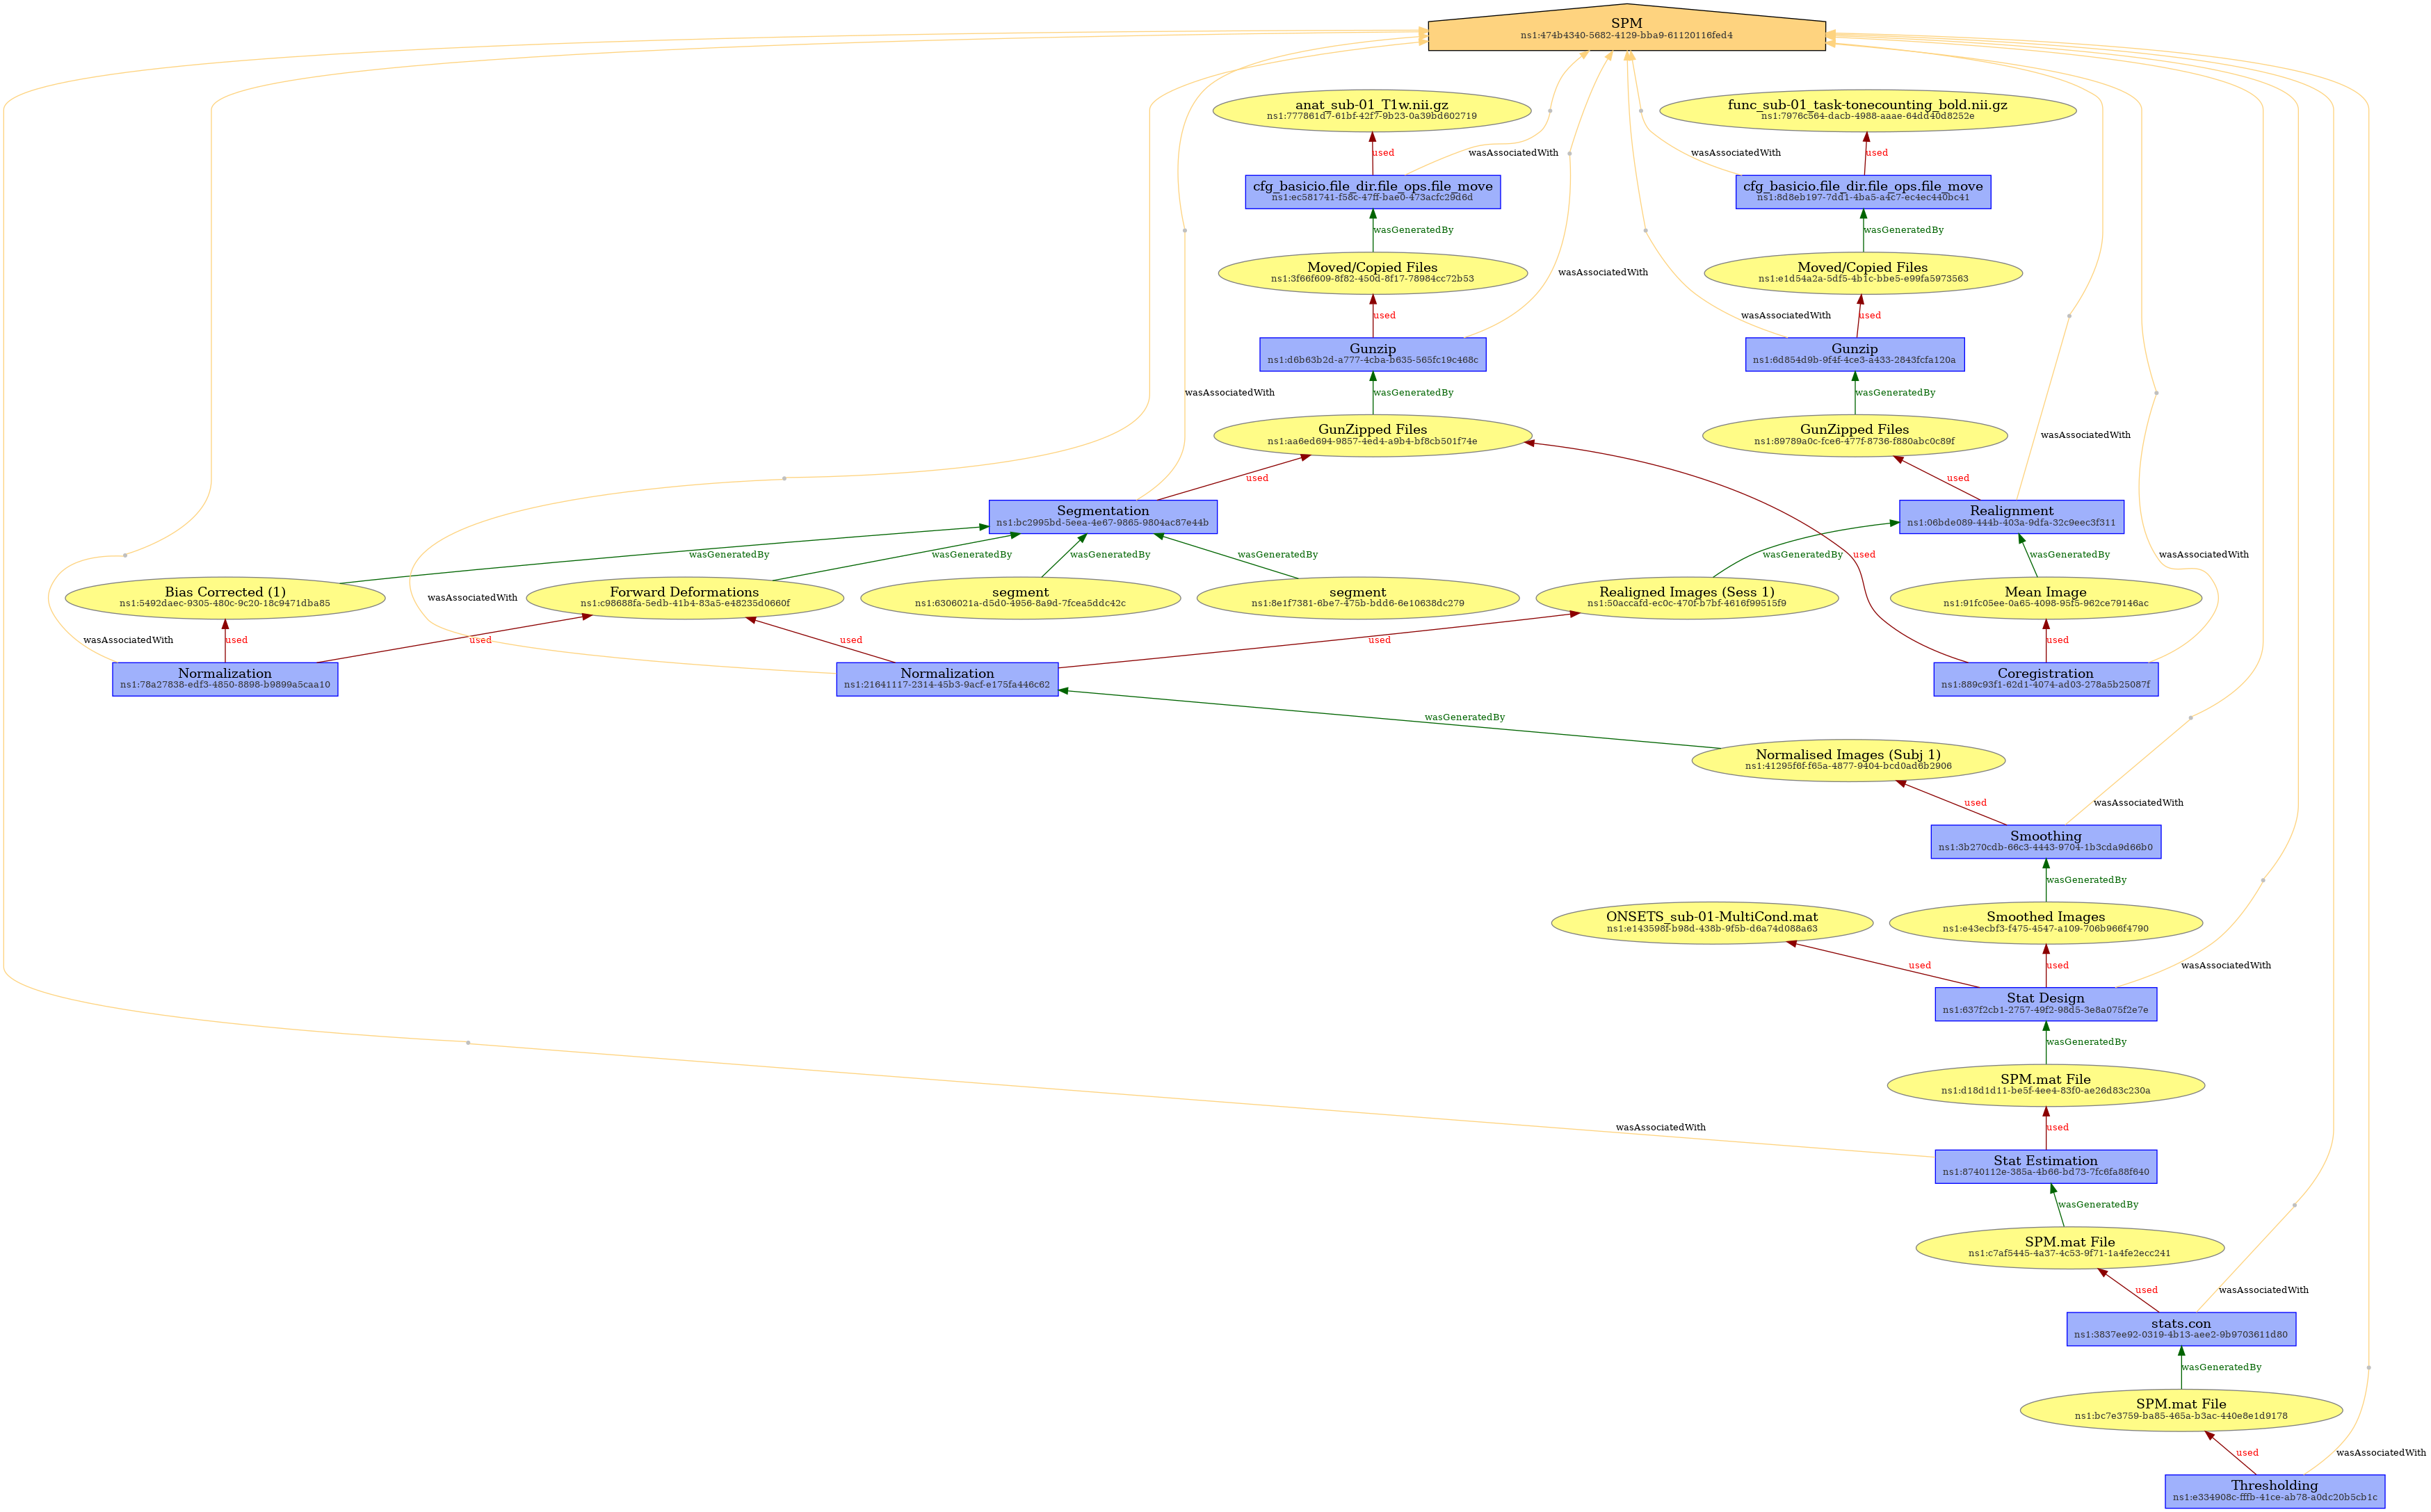 SPM
ns1:474b4340-5682-4129-bba9-61120116fed4
anat_sub-01_T1w.nii.gz
ns1:777861d7-61bf-42f7-9b23-0a39bd602719
func_sub-01_task-tonecounting_bold.nii.gz
ns1:7976c564-dacb-4988-aaae-64dd40d8252e
used
wasAssociatedWith
wasAssociatedWith
used
cfg_basicio.file_dir.file_ops.file_move
ns1:ec581741-f58c-47ff-bae0-473acfc29d6d
cfg_basicio.file_dir.file_ops.file_move
ns1:8d8eb197-7dd1-4ba5-a4c7-ec4ec440bc41
wasGeneratedBy
wasGeneratedBy
Moved/Copied Files
ns1:3f66f609-8f82-450d-8f17-78984cc72b53
wasAssociatedWith
Moved/Copied Files
ns1:e1d54a2a-5df5-4b1c-bbe5-e99fa5973563
used
wasAssociatedWith
used
Gunzip
ns1:d6b63b2d-a777-4cba-b635-565fc19c468c
Gunzip
ns1:6d854d9b-9f4f-4ce3-a433-2843fcfa120a
wasAssociatedWith
wasGeneratedBy
wasGeneratedBy
GunZipped Files
ns1:aa6ed694-9857-4ed4-a9b4-bf8cb501f74e
GunZipped Files
ns1:89789a0c-fce6-477f-8736-f880abc0c89f
wasAssociatedWith
used
used
Segmentation
ns1:bc2995bd-5eea-4e67-9865-9804ac87e44b
Realignment
ns1:06bde089-444b-403a-9dfa-32c9eec3f311
wasGeneratedBy
wasGeneratedBy
wasGeneratedBy
wasGeneratedBy
wasGeneratedBy
used
wasGeneratedBy
wasAssociatedWith
Bias Corrected (1)
ns1:5492daec-9305-480c-9c20-18c9471dba85
wasAssociatedWith
Forward Deformations
ns1:c98688fa-5edb-41b4-83a5-e48235d0660f
segment
ns1:6306021a-d5d0-4956-8a9d-7fcea5ddc42c
segment
ns1:8e1f7381-6be7-475b-bdd6-6e10638dc279
Realigned Images (Sess 1)
ns1:50accafd-ec0c-470f-b7bf-4616f99515f9
Mean Image
ns1:91fc05ee-0a65-4098-95f5-962ce79146ac
wasAssociatedWith
used
used
used
used
used
Normalization
ns1:78a27838-edf3-4850-8898-b9899a5caa10
Normalization
ns1:21641117-2314-45b3-9acf-e175fa446c62
Coregistration
ns1:889c93f1-62d1-4074-ad03-278a5b25087f
wasGeneratedBy
Normalised Images (Subj 1)
ns1:41295f6f-f65a-4877-9404-bcd0ad6b2906
used
wasAssociatedWith
Smoothing
ns1:3b270cdb-66c3-4443-9704-1b3cda9d66b0
wasGeneratedBy
ONSETS_sub-01-MultiCond.mat
ns1:e143598f-b98d-438b-9f5b-d6a74d088a63
Smoothed Images
ns1:e43ecbf3-f475-4547-a109-706b966f4790
used
used
wasAssociatedWith
Stat Design
ns1:637f2cb1-2757-49f2-98d5-3e8a075f2e7e
wasGeneratedBy
SPM.mat File
ns1:d18d1d11-be5f-4ee4-83f0-ae26d83c230a
wasAssociatedWith
used
Stat Estimation
ns1:8740112e-385a-4b66-bd73-7fc6fa88f640
wasGeneratedBy
SPM.mat File
ns1:c7af5445-4a37-4c53-9f71-1a4fe2ecc241
used
wasAssociatedWith
stats.con
ns1:3837ee92-0319-4b13-aee2-9b9703611d80
wasGeneratedBy
SPM.mat File
ns1:bc7e3759-ba85-465a-b3ac-440e8e1d9178
used
wasAssociatedWith
Thresholding
ns1:e334908c-fffb-41ce-ab78-a0dc20b5cb1c